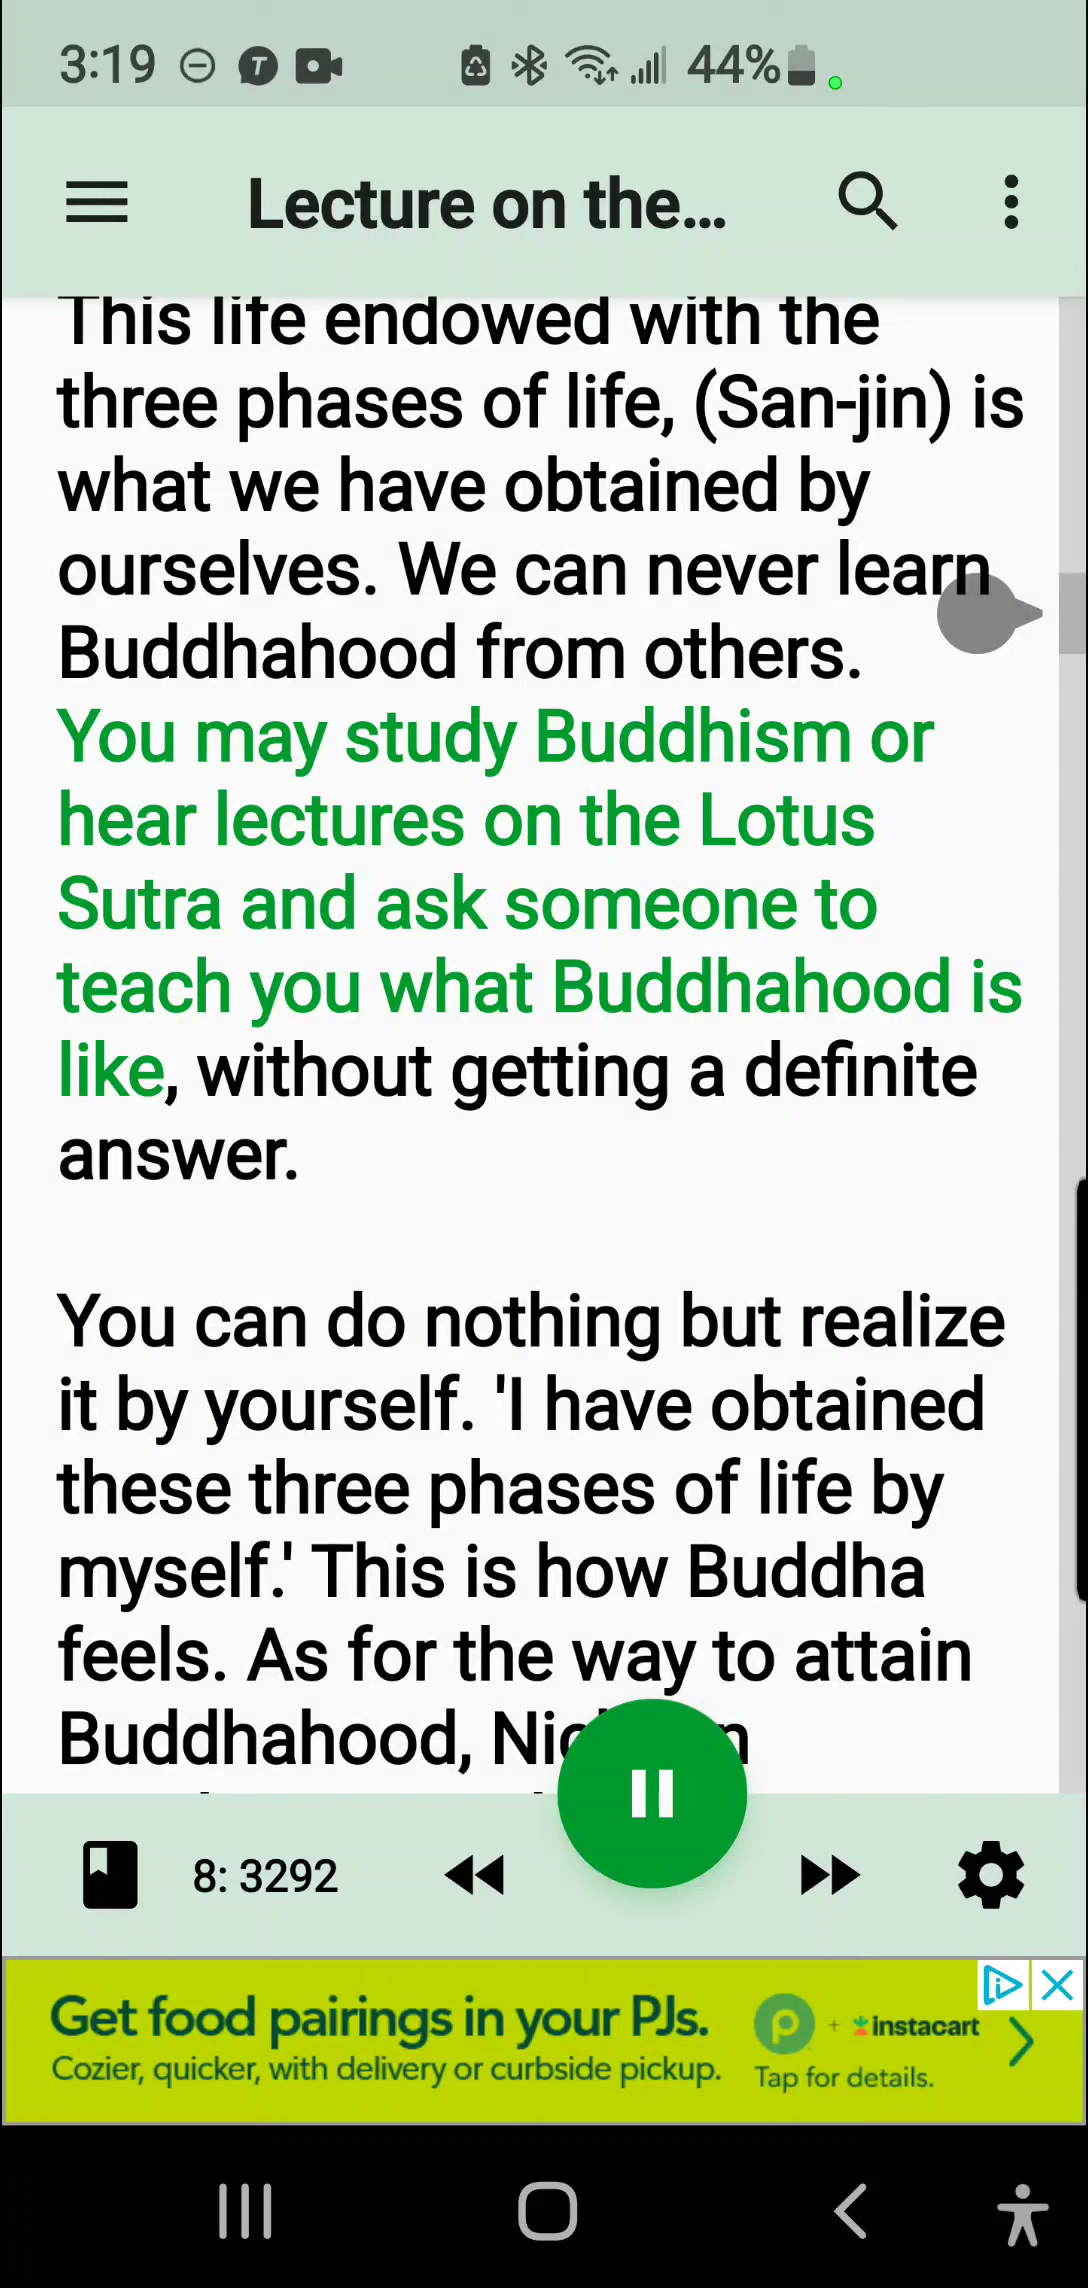 3:19
44%
Lecture on the...
This life endowed with the
three phases of life, (San-jin) is
what we have obtained by
ourselves. We can never learn
Buddhahood from others.
You may study Buddhism or
hear lectures on the Lotus
Sutra and ask someone to
teach you what Buddhahood is
like, without getting a definite
answer.
You can do nothing but realize
it by yourself. 'I have obtained
these three phases of life by
myself.' This is how Buddha
feels. As for the way to attain
Buddhahood,
8: 3292
Get food pairings in your PJs.
Cozier, quicker, with delivery or curbside pickup.
p + instacart
Tap for details.